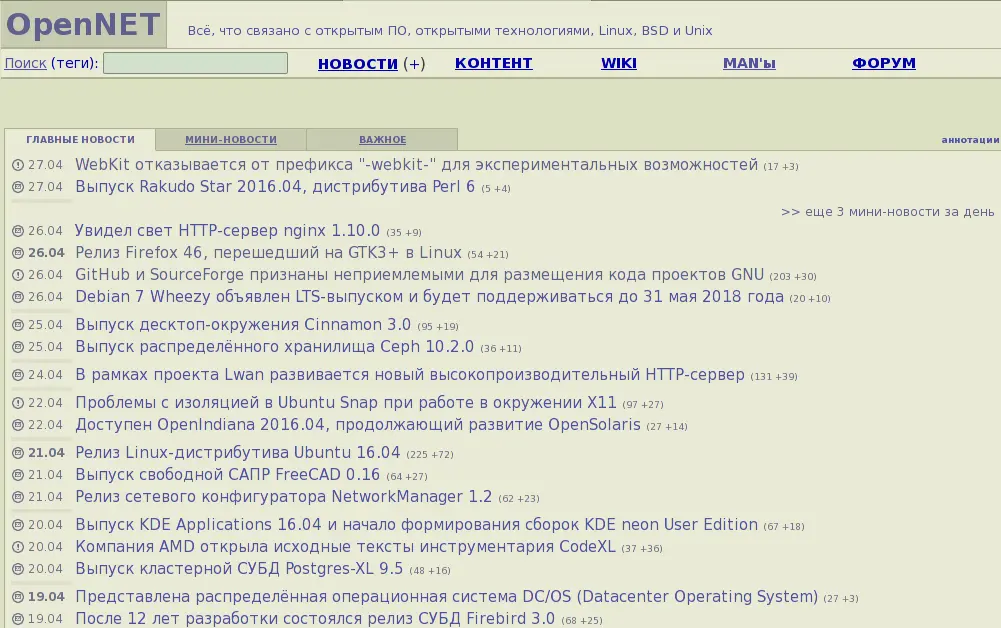 OpenNET
Всё, что связано с открытым ПО, открытыми технологиями, Linux, BSD и Unix
Поиск (теги): НОВОСТИ (+) КОНТЕНТ WIKI MAN'ы ФОРУМ
ГЛАВНЫЕ НОВОСТИ МИНИ-НОВОСТИ ВАЖНОЕ аннотации
27.04 WebKit отказывается от префикса "-webkit-" для экспериментальных возможностей (17 +3)
27.04 Выпуск Rakudo Star 2016.04, дистрибутива Perl 6 (5 +4)
>> еще 3 мини-новости за день
26.04 Увидел свет HTTP-сервер nginx 1.10.0 (35 +9)
26.04 Релиз Firefox 46, перешедший на GTK3+ в Linux (54 +21)
26.04 GitHub и SourceForge признаны неприемлемыми для размещения кода проектов GNU (203 +30)
26.04 Debian 7 Wheezy объявлен LTS-выпуском и будет поддерживаться до 31 мая 2018 года (20 +10)
25.04 Выпуск десктоп-окружения Cinnamon 3.0 (95 +19)
25.04 Выпуск распределённого хранилища Ceph 10.2.0 (36 +11)
24.04 В рамках проекта Lwan развивается новый высокопроизводительный HTTP-сервер (131 +39)
22.04 Проблемы с изоляцией в Ubuntu Snap при работе в окружении X11 (97 +27)
22.04 Доступен OpenIndiana 2016.04, продолжающий развитие OpenSolaris (27 +14)
21.04 Релиз Linux-дистрибутива Ubuntu 16.04 (225 +72)
21.04 Выпуск свободной САПР FreeCAD 0.16 (64 +27)
21.04 Релиз сетевого конфигуратора NetworkManager 1.2 (62 +23)
20.04 Выпуск KDE Applications 16.04 и начало формирования сборок KDE neon User Edition (67 +18)
20.04 Компания AMD открыла исходные тексты инструментария CodeXL (37 +36)
20.04 Выпуск кластерной СУБД Postgres-XL 9.5 (48 +16)
19.04 Представлена распределённая операционная система DC/OS (Datacenter Operating System) (27 +3)
19.04 После 12 лет разработки состоялся релиз СУБД Firebird 3.0 (68 +25)